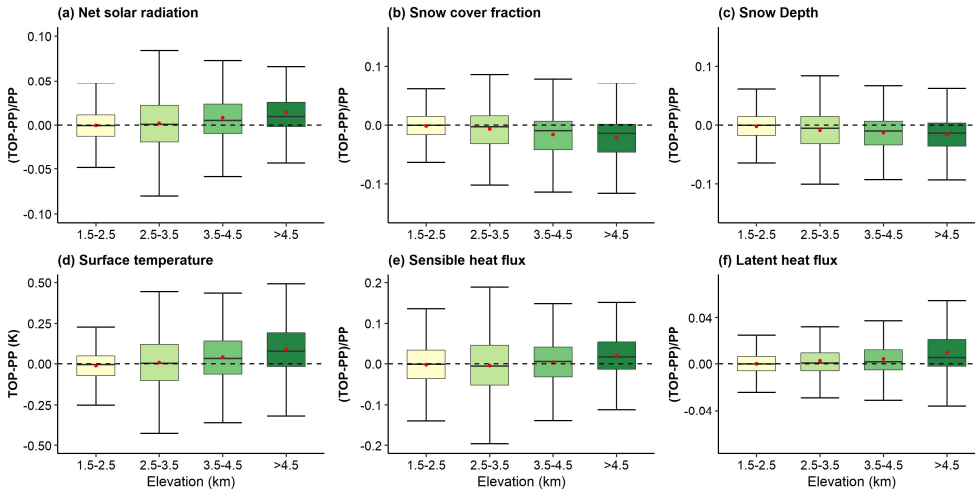 (a) Net solar radiation
(TOP-PP)/PP
0.10
0.05
0.00
-0.05
-0.10
1.5-2.5 2.5-3.5 3.5-4.5 >4.5
(b) Snow cover fraction
(TOP-PP)/PP
0.1
0.0
-0.1
1.5-2.5 2.5-3.5 3.5-4.5 >4.5
(c) Snow Depth
(TOP-PP)/PP
0.1
0.0
-0.1
1.5-2.5 2.5-3.5 3.5-4.5 >4.5
(d) Surface temperature
TOP-PP (K)
0.50
0.25
0.00
-0.25
-0.50
1.5-2.5 2.5-3.5 3.5-4.5 >4.5
Elevation (km)
(e) Sensible heat flux
(TOP-PP)/PP
0.2
0.1
0.0
-0.1
-0.2
1.5-2.5 2.5-3.5 3.5-4.5 >4.5
Elevation (km)
(f) Latent heat flux
(TOP-PP)/PP
0.04
0.00
-0.04
1.5-2.5 2.5-3.5 3.5-4.5 >4.5
Elevation (km)